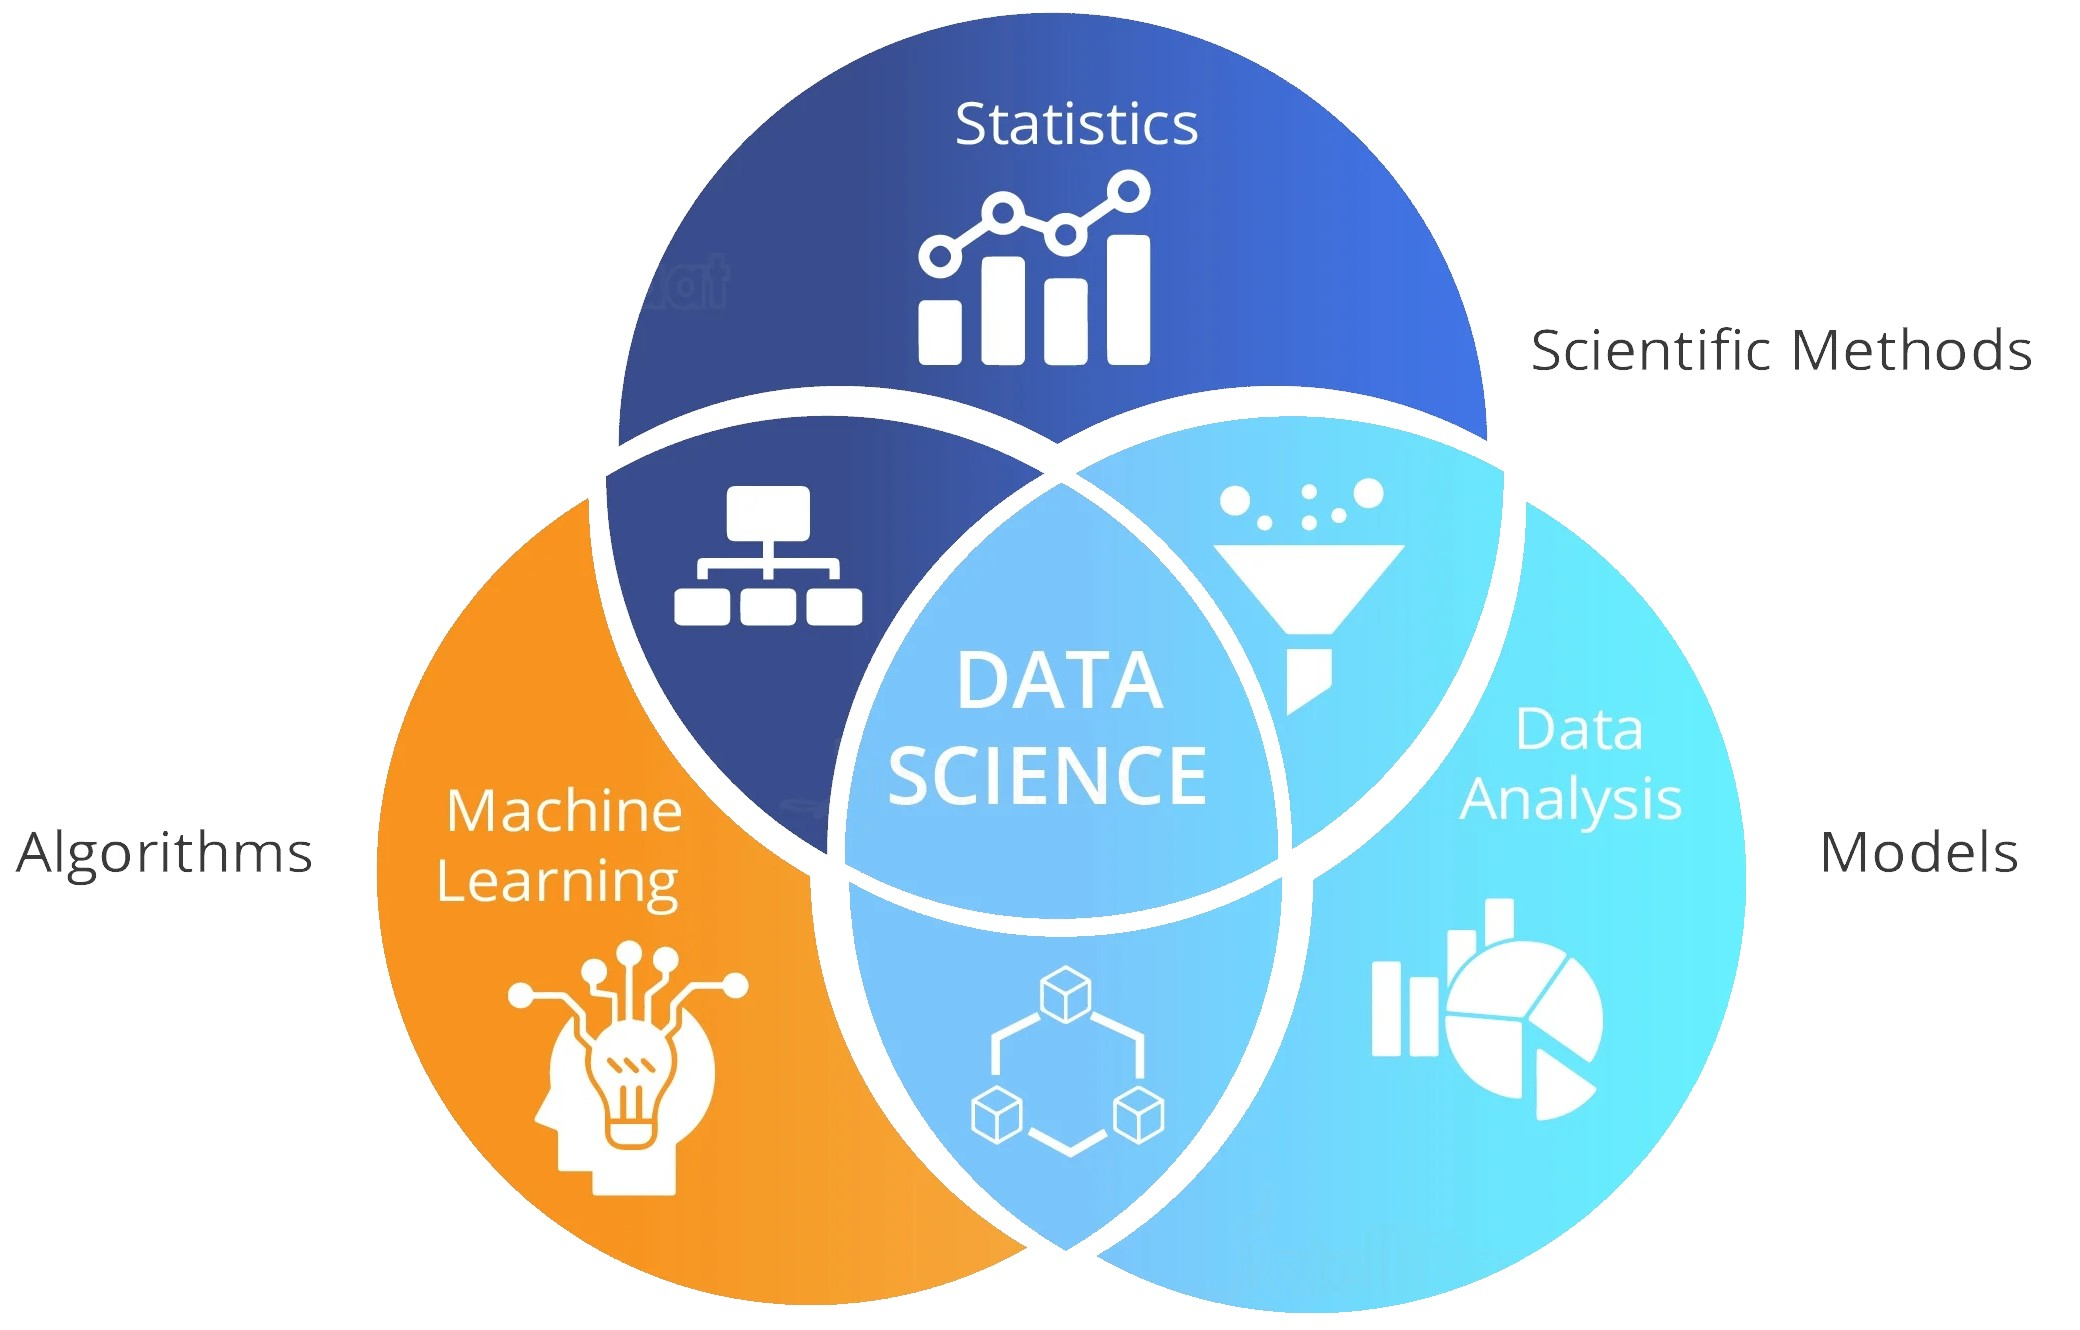 Statistics
Scientific Methods
DATA
SCIENCE
Data
Analysis
Machine
Learning
Algorithms
Models